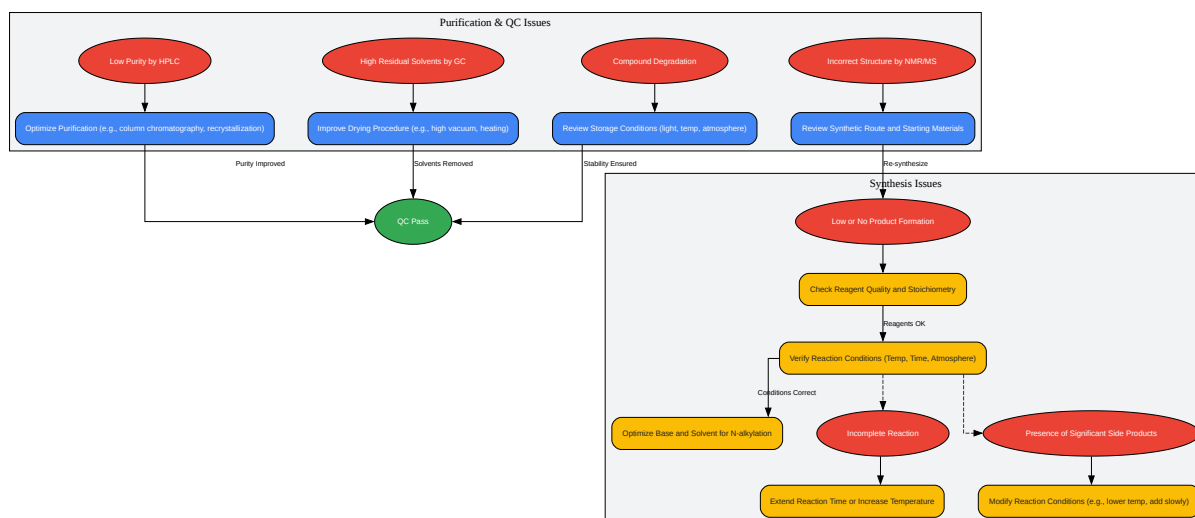 Purification & QC Issues
Low Purity by HPLC
High Residual Solvents by GC
Compound Degradation
Incorrect Structure by NMR/MS
Optimize Purification (e.g., column chromatography, recrystallization)
Improve Drying Procedure (e.g., high vacuum, heating)
Review Storage Conditions (light, temp, atmosphere)
Review Synthetic Route and Starting Materials
Purity Improved
Solvents Removed
Stability Ensured
Re-synthesize
Synthesis Issues
QC Pass
Low or No Product Formation
Check Reagent Quality and Stoichiometry
Reagents OK
Verify Reaction Conditions (Temp, Time, Atmosphere)
Conditions Correct
Optimize Base and Solvent for N-alkylation
Incomplete Reaction
Presence of Significant Side Products
Extend Reaction Time or Increase Temperature
Modify Reaction Conditions (e.g., lower temp, add slowly)